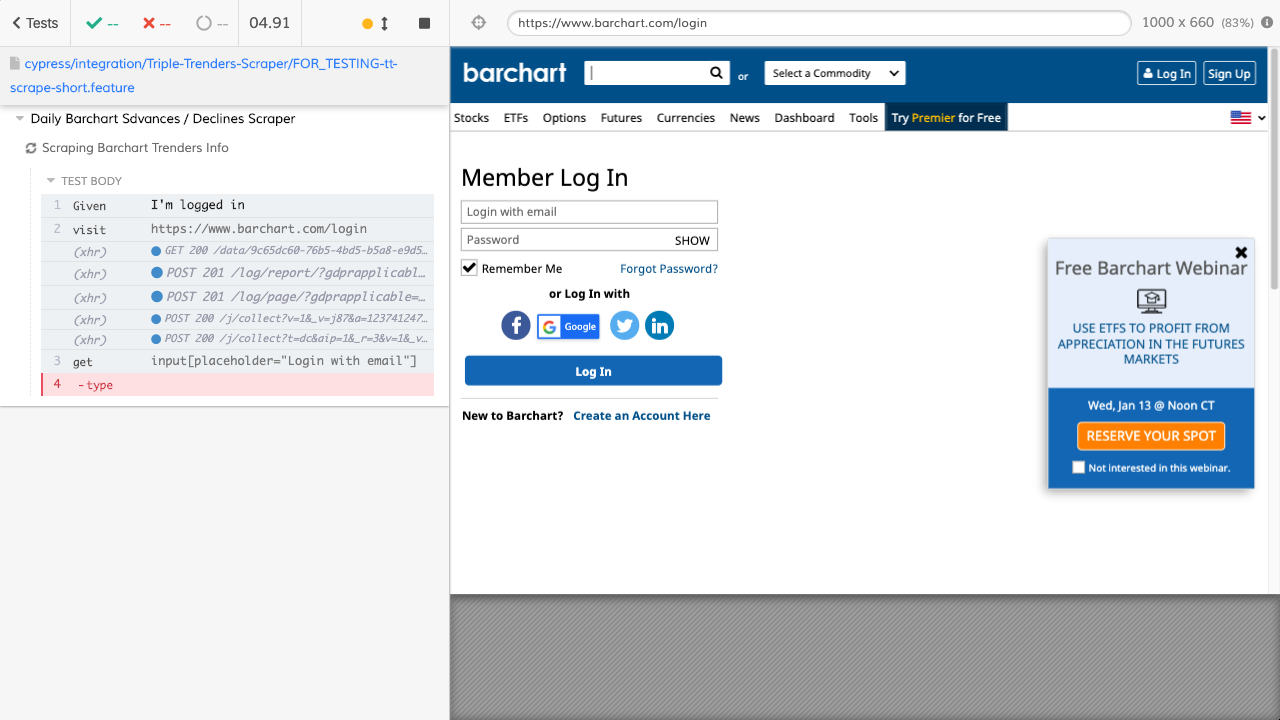 Tests
--
--
--
04.91
https://www.barchart.com/login
1000 x 660 (83%)
cypress/integration/Triple-Trenders-Scraper/FOR_TESTING-tt-
scrape-short.feature
Daily Barchart Sdvances / Declines Scraper
Scraping Barchart Trenders Info
TEST BODY
1 Given I'm logged in
2 visit https://www.barchart.com/login
(xhr) GET 200 /data/9c65dc60-76b5-4bd5-b5a8-e9d5...
(xhr) POST 201 /log/report/?gdprapplicabl...
(xhr) POST 201 /log/page/?gdprapplicable=...
(xhr) POST 200 /j/collect?v=1&_v=j87&a=123741247...
(xhr) POST 200 /j/collect?t=dc&aip=1&_r=3&v=1&_v...
3 get input[placeholder="Login with email"]
4 -type
barchart
or
Select a Commodity
Log In
Sign Up
Stocks ETFs Options Futures Currencies News Dashboard Tools Try Premier for Free
Member Log In
Login with email
Password SHOW
Remember Me Forgot Password?
or Log In with
Google
Log In
New to Barchart? Create an Account Here
Free Barchart Webinar
USE ETFS TO PROFIT FROM
APPRECIATION IN THE FUTURES
MARKETS
Wed, Jan 13 @ Noon CT
RESERVE YOUR SPOT
Not interested in this webinar.